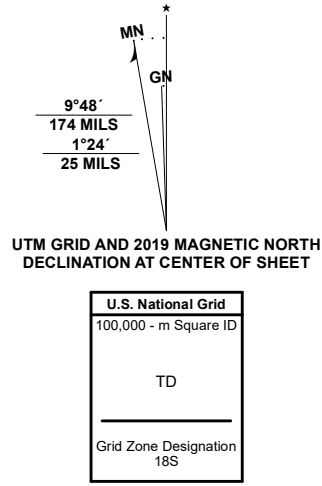 ★
MN
GN
9°48´
174 MILS
1°24´
25 MILS
UTM GRID AND 2019 MAGNETIC NORTH
DECLINATION AT CENTER OF SHEET
U.S. National Grid
100,000 - m Square ID
TD
Grid Zone Designation
18S